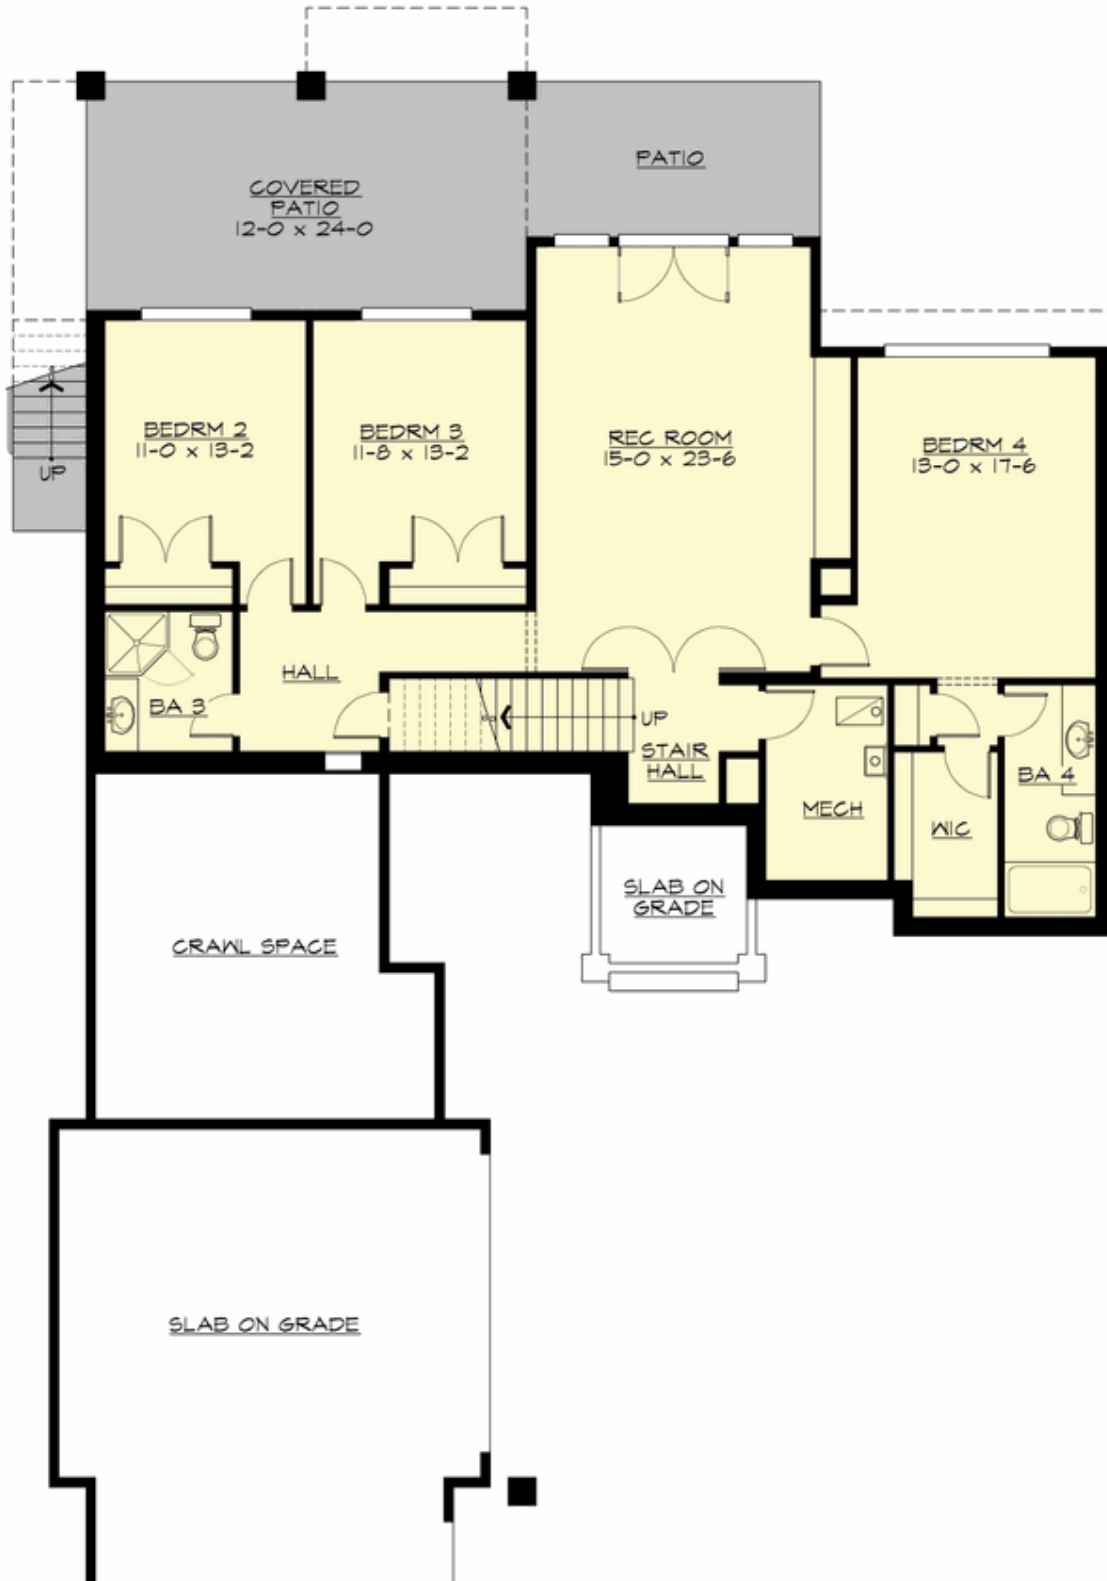 PATIO
COVERED
PATIO
12-0 x 24-0
BEDRM 2
11-0 x 13-2
BEDRM 3
11-8 x 13-2
REC ROOM
15-0 x 23-6
BEDRM 4
13-0 x 17-6
UP
HALL
BA 3
UP
STAIR
HALL
MECH
WIC
BA 4
SLAB ON
GRADE
CRAWL SPACE
SLAB ON GRADE